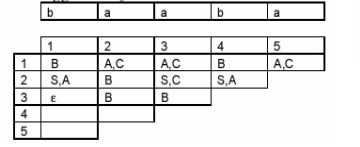 b a a b a
1 2 3 4 5
1 B A,C A,C B A,C
2 S,A B S,C S,A
3 ε B B
4
5